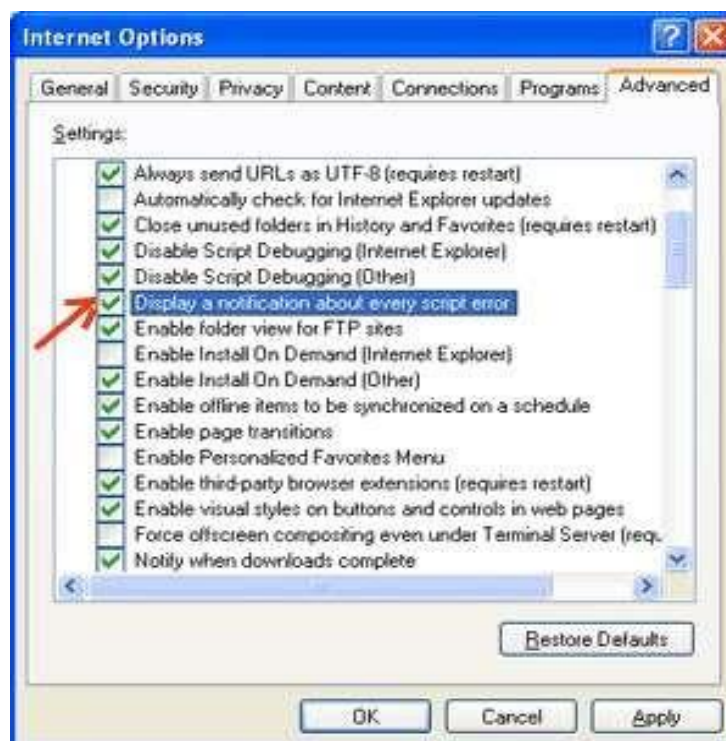 Internet Options
General Security Privacy Content Connections Programs Advanced
Settings:
Always send URLs as UTF-8 (requires restart)
Automatically check for Internet Explorer updates
Close unused folders in History and Favorites (requires restart)
Disable Script Debugging (Internet Explorer)
Disable Script Debugging (Other)
Display a notification about every script error
Enable folder view for FTP sites
Enable Install On Demand (Internet Explorer)
Enable Install On Demand (Other)
Enable offline items to be synchronized on a schedule
Enable page transitions
Enable Personalized Favorites Menu
Enable third-party browser extensions (requires restart)
Enable visual styles on buttons and controls in web pages
Force offscreen compositing even under Terminal Server (requ
Notify when downloads complete
Restore Defaults
OK Cancel Apply